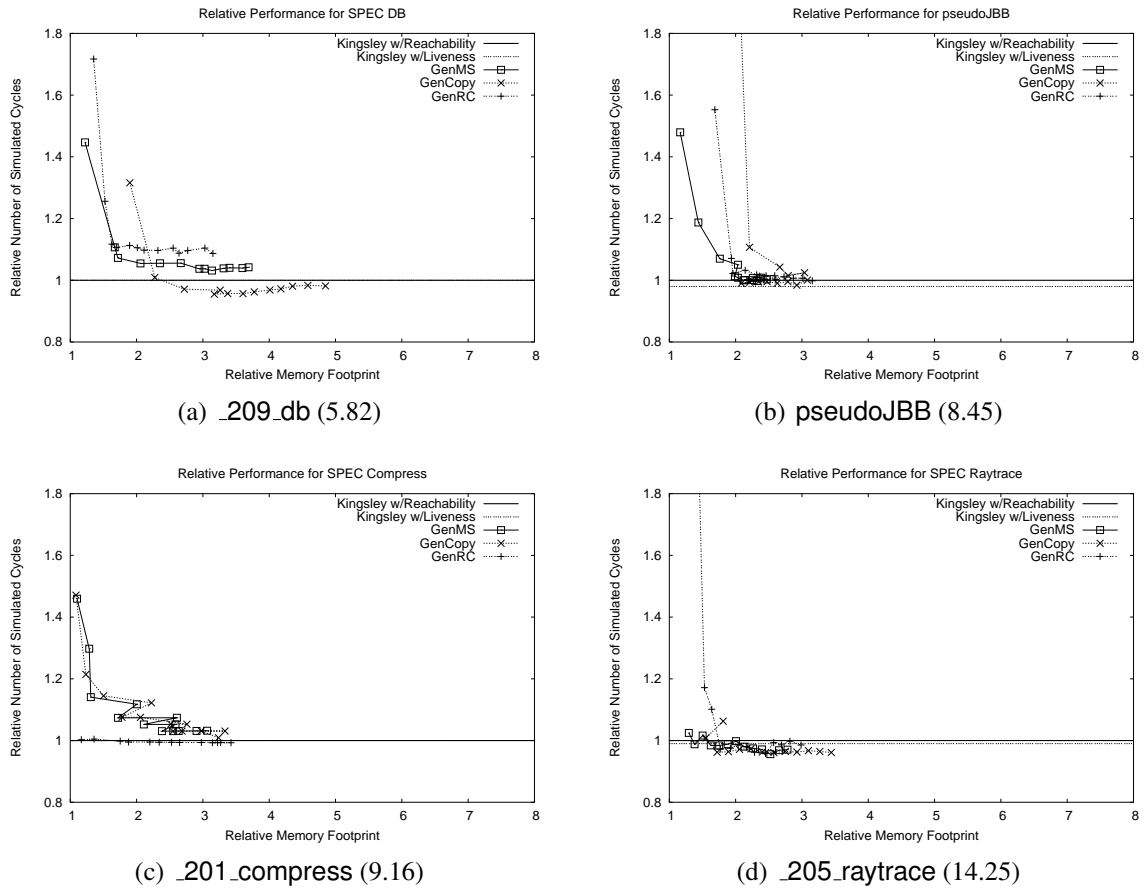 Relative Performance for SPEC DB
1.8
1.6
1.4
1.2
1
0.8
Relative Number of Simulated Cycles
Kingsley w/Reachability
Kingsley w/Liveness
GenMS
GenCopy
GenRC
1 2 3 4 5 6 7 8
Relative Memory Footprint
(a) _209_db (5.82)
Relative Performance for pseudoJBB
1.8
1.6
1.4
1.2
1
0.8
Relative Number of Simulated Cycles
Kingsley w/Reachability
Kingsley w/Liveness
GenMS
GenCopy
GenRC
1 2 3 4 5 6 7 8
Relative Memory Footprint
(b) pseudoJBB (8.45)
Relative Performance for SPEC Compress
1.8
1.6
1.4
1.2
1
0.8
Relative Number of Simulated Cycles
Kingsley w/Reachability
Kingsley w/Liveness
GenMS
GenCopy
GenRC
1 2 3 4 5 6 7 8
Relative Memory Footprint
(c) _201_compress (9.16)
Relative Performance for SPEC Raytrace
1.8
1.6
1.4
1.2
1
0.8
Relative Number of Simulated Cycles
Kingsley w/Reachability
Kingsley w/Liveness
GenMS
GenCopy
GenRC
1 2 3 4 5 6 7 8
Relative Memory Footprint
(d) _205_raytrace (14.25)